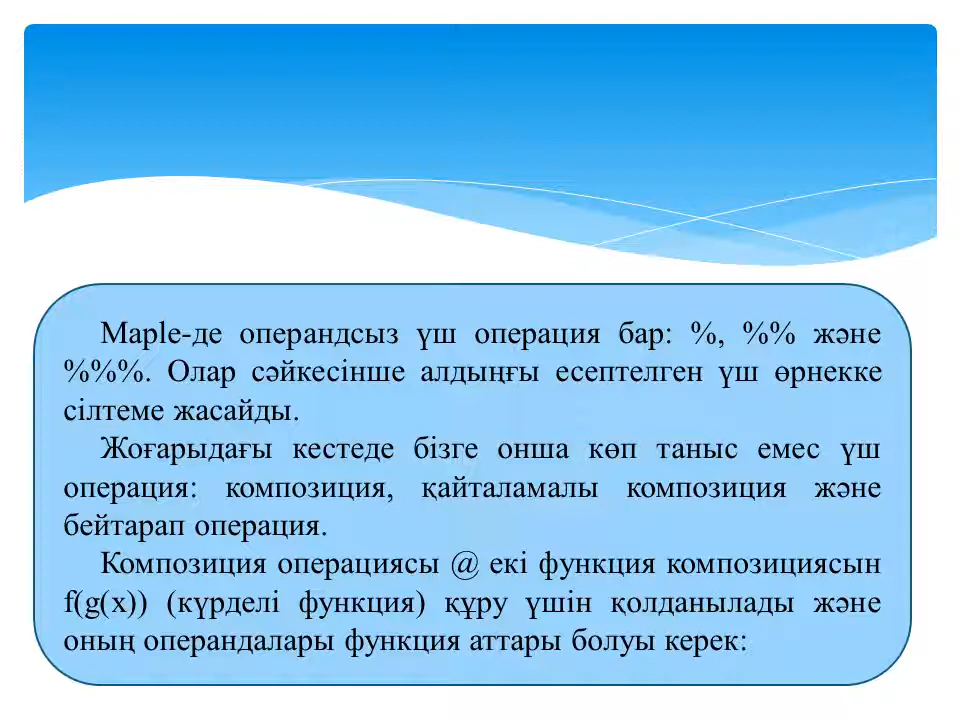 Maple-де операндсыз үш операция бар: %, %% және
%%%. Олар сәйкесінше алдыңғы есептелген үш өрнекке
сілтеме жасайды.
Жоғарыдағы кестеде бізге онша көп таныс емес үш
операция: композиция, қайталамалы композиция және
бейтарап операция.
Композиция операциясы @ екі функция композициясын
f(g(x)) (күрделі функция) құру үшін қолданылады және
оның операндалары функция аттары болуы керек: